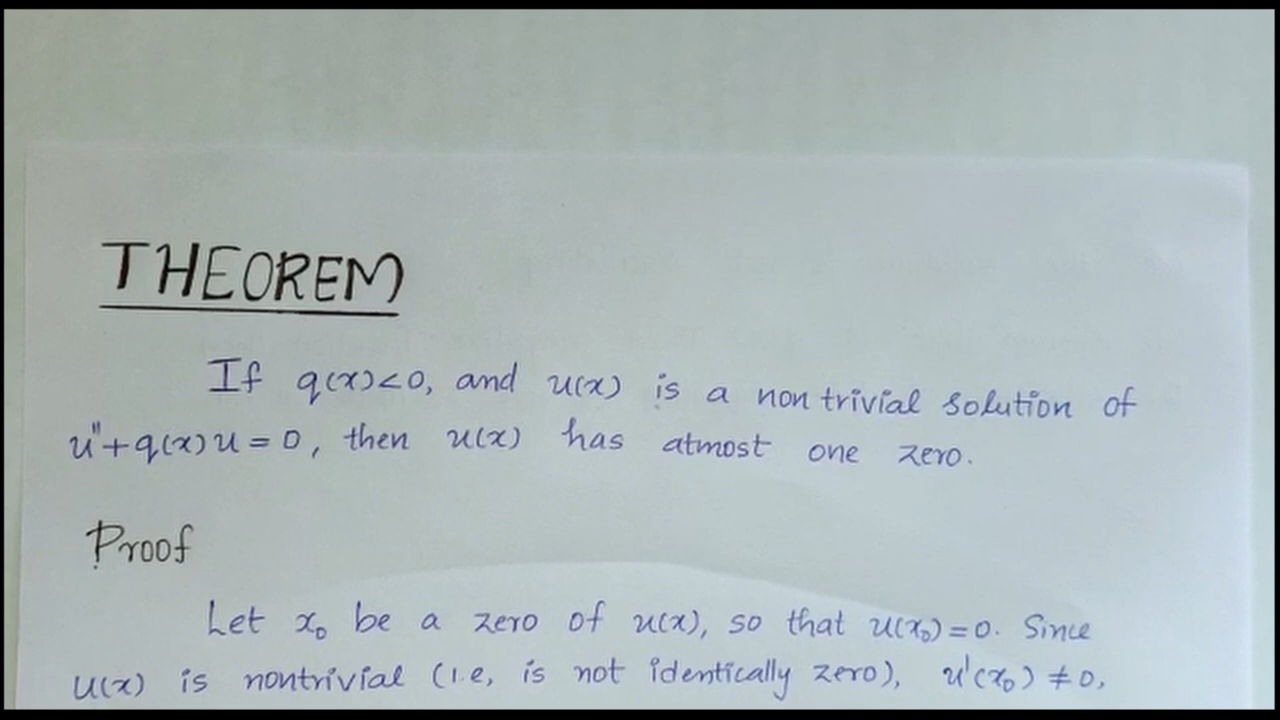 THEOREM
If q(x)<0, and u(x) is a non trivial solution of
u"+q(x)u=0, then u(x) has atmost one zero.
Proof
Let x₀ be a zero of u(x), so that u(x₀)=0. Since
u(x) is nontrivial (i.e, is not identically zero), u'(x₀) ≠ 0,